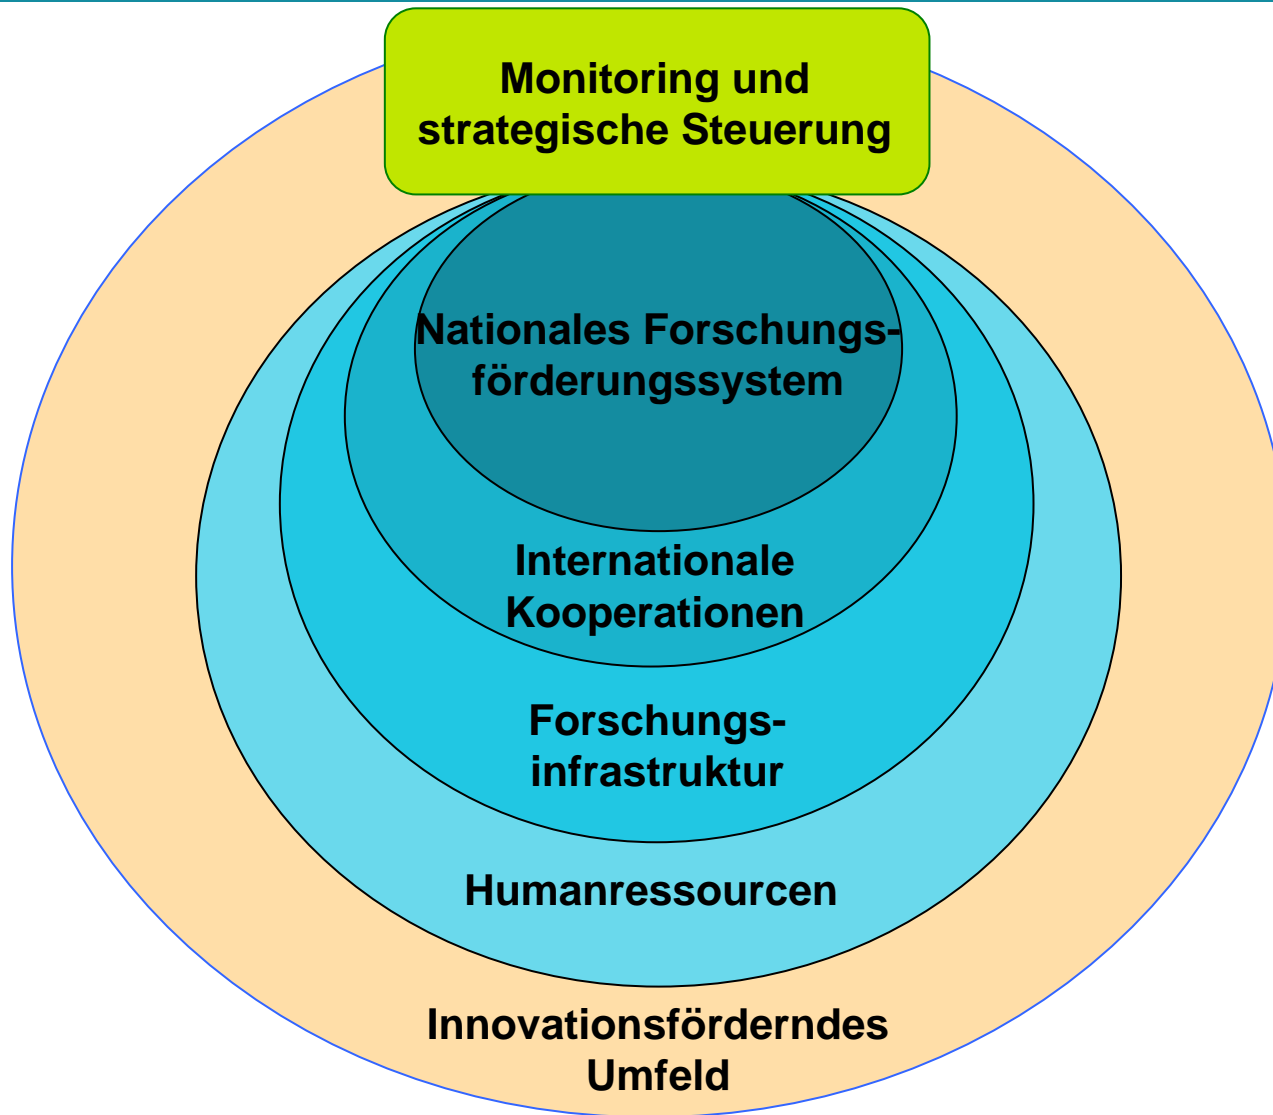 Monitoring und
strategische Steuerung
Nationales Forschungs-
förderungssystem
Internationale
Kooperationen
Forschungs-
infrastruktur
Humanressourcen
Innovationsförderndes
Umfeld